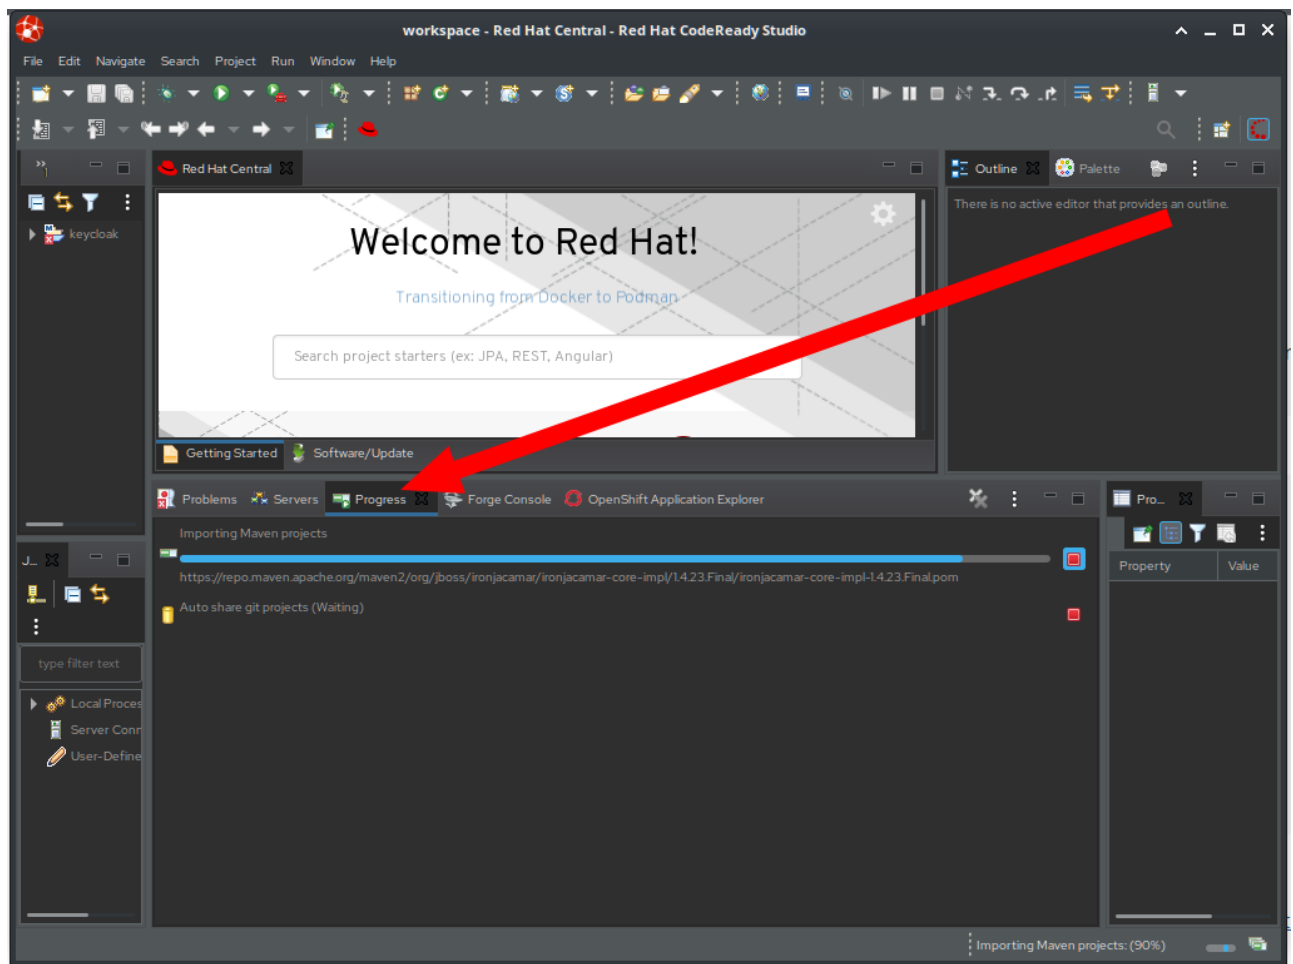 workspace - Red Hat Central - Red Hat CodeReady Studio
File Edit Navigate Search Project Run Window Help
Red Hat Central
Outline
Palette
There is no active editor that provides an outline.
keycloak
Welcome to Red Hat!
Transitioning from Docker to Podman
Search project starters (ex: JPA, REST, Angular)
Getting Started
Software/Update
Problems
Servers
Progress
Forge Console
OpenShift Application Explorer
Pro...
Importing Maven projects
https://repo.maven.apache.org/maven2/org/jboss/ironjacamar/ironjacamar-core-impl/1.4.23.Final/ironjacamar-core-impl-1.4.23.Final.pom
Auto share git projects (Waiting)
Property
Value
J...
type filter text
Local Proces
Server Conn
User-Define
Importing Maven projects: (90%)